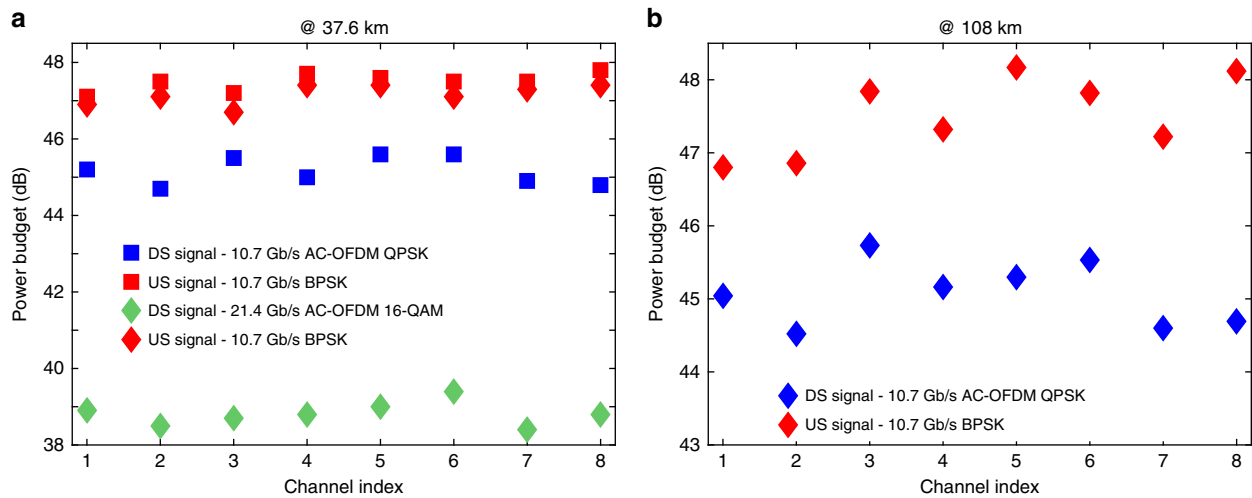 a
@ 37.6 km
48
46
44
42
40
38
Power budget (dB)
DS signal - 10.7 Gb/s AC-OFDM QPSK
US signal - 10.7 Gb/s BPSK
DS signal - 21.4 Gb/s AC-OFDM 16-QAM
US signal - 10.7 Gb/s BPSK
1 2 3 4 5 6 7 8
Channel index
b
@ 108 km
48
47
46
45
44
43
Power budget (dB)
DS signal - 10.7 Gb/s AC-OFDM QPSK
US signal - 10.7 Gb/s BPSK
1 2 3 4 5 6 7 8
Channel index